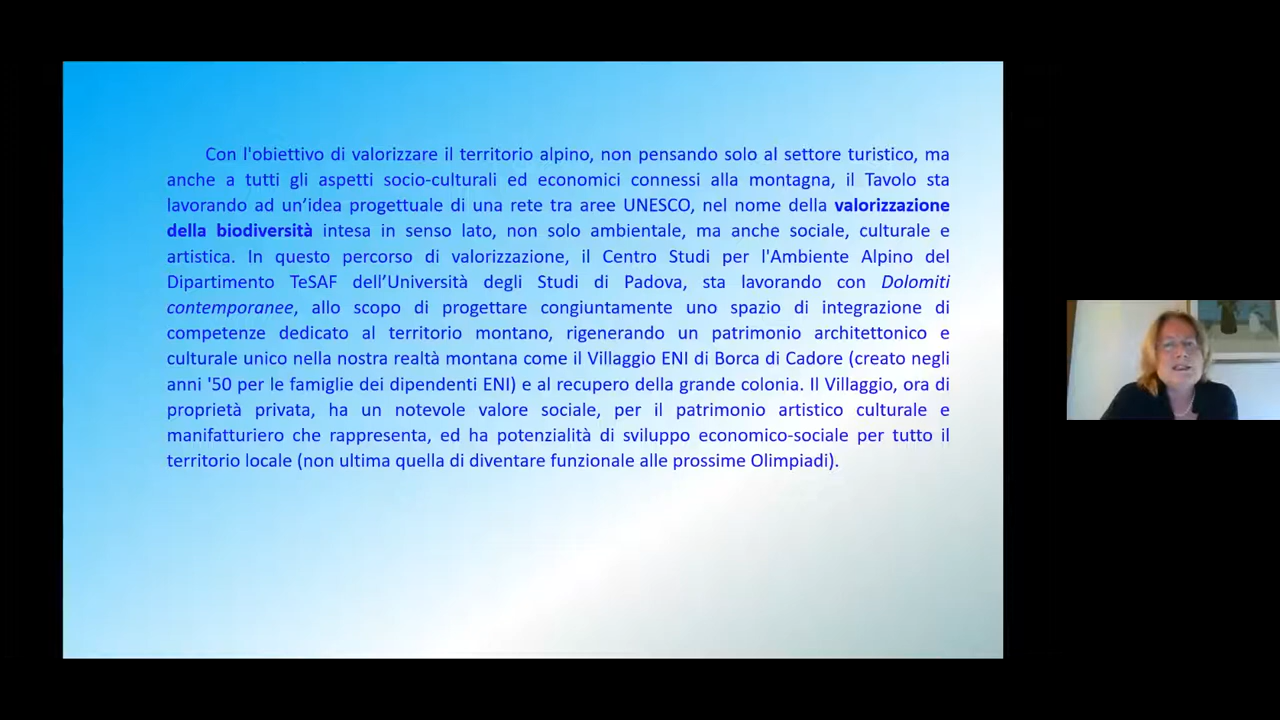 Con l'obiettivo di valorizzare il territorio alpino, non pensando solo al settore turistico, ma
anche a tutti gli aspetti socio-culturali ed economici connessi alla montagna, il Tavolo sta
lavorando ad un’idea progettuale di una rete tra aree UNESCO, nel nome della valorizzazione
della biodiversità intesa in senso lato, non solo ambientale, ma anche sociale, culturale e
artistica. In questo percorso di valorizzazione, il Centro Studi per l'Ambiente Alpino del
Dipartimento TeSAF dell’Università degli Studi di Padova, sta lavorando con Dolomiti
contemporanee, allo scopo di progettare congiuntamente uno spazio di integrazione di
competenze dedicato al territorio montano, rigenerando un patrimonio architettonico e
culturale unico nella nostra realtà montana come il Villaggio ENI di Borca di Cadore (creato negli
anni '50 per le famiglie dei dipendenti ENI) e al recupero della grande colonia. Il Villaggio, ora di
proprietà privata, ha un notevole valore sociale, per il patrimonio artistico culturale e
manifatturiero che rappresenta, ed ha potenzialità di sviluppo economico-sociale per tutto il
territorio locale (non ultima quella di diventare funzionale alle prossime Olimpiadi).